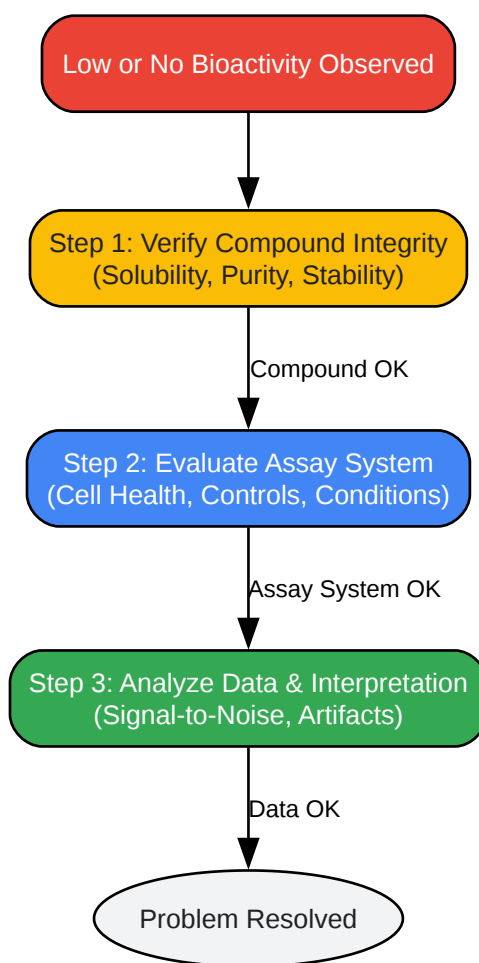 Low or No Bioactivity Observed
Step 1: Verify Compound Integrity
(Solubility, Purity, Stability)
Compound OK
Step 2: Evaluate Assay System
(Cell Health, Controls, Conditions)
Assay System OK
Step 3: Analyze Data & Interpretation
(Signal-to-Noise, Artifacts)
Data OK
Problem Resolved